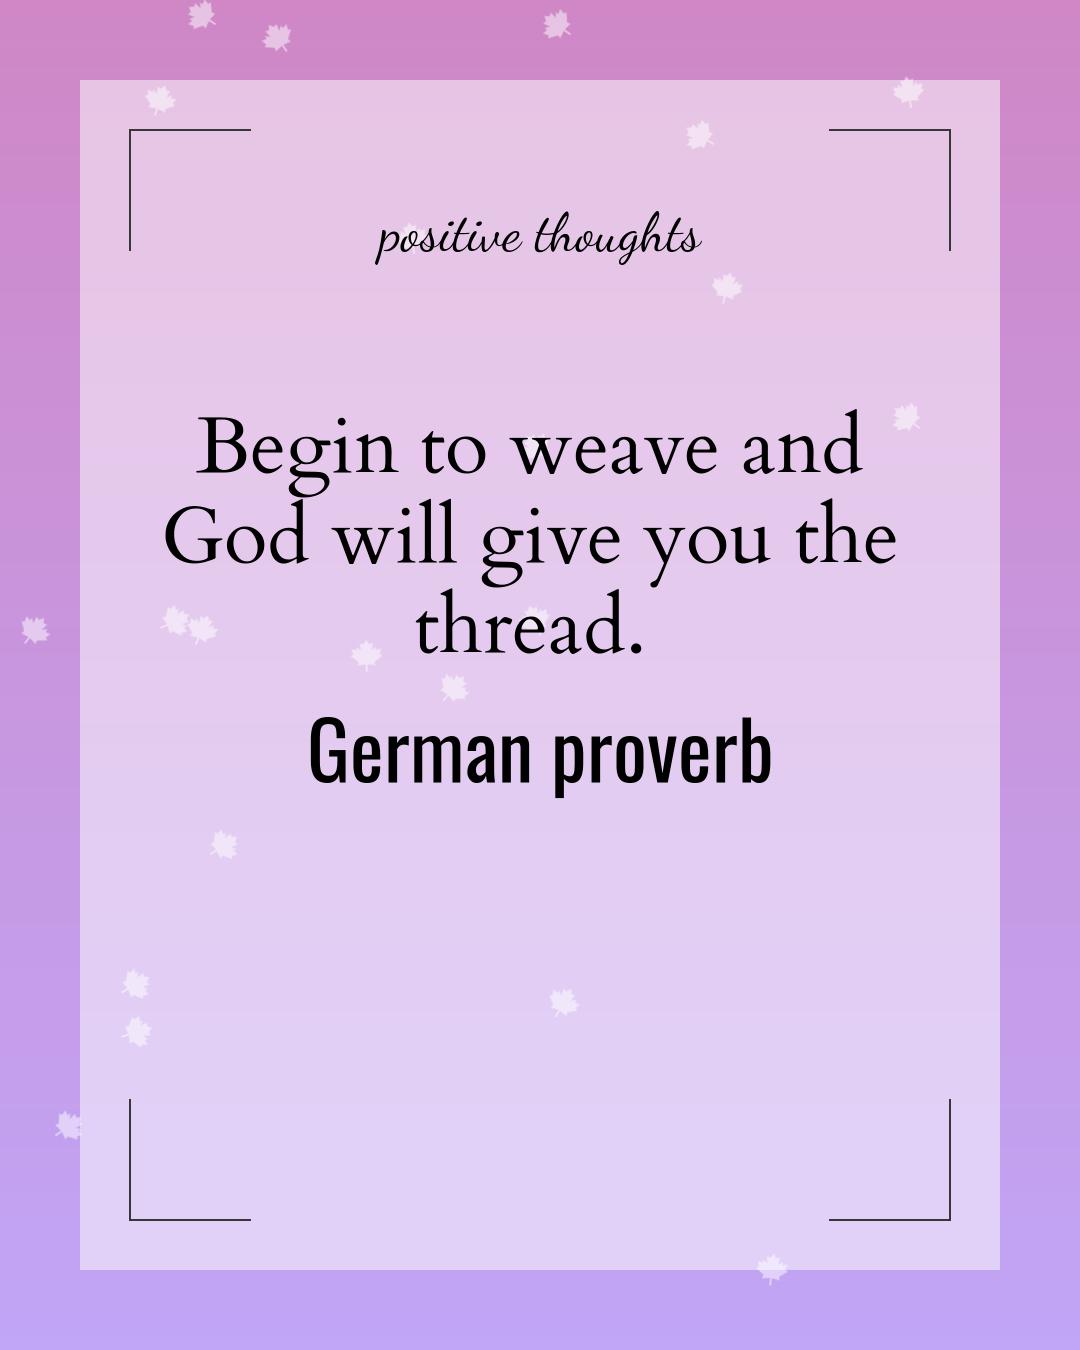 positive thoughts
Begin to weave and
God will give you the
thread.
German proverb